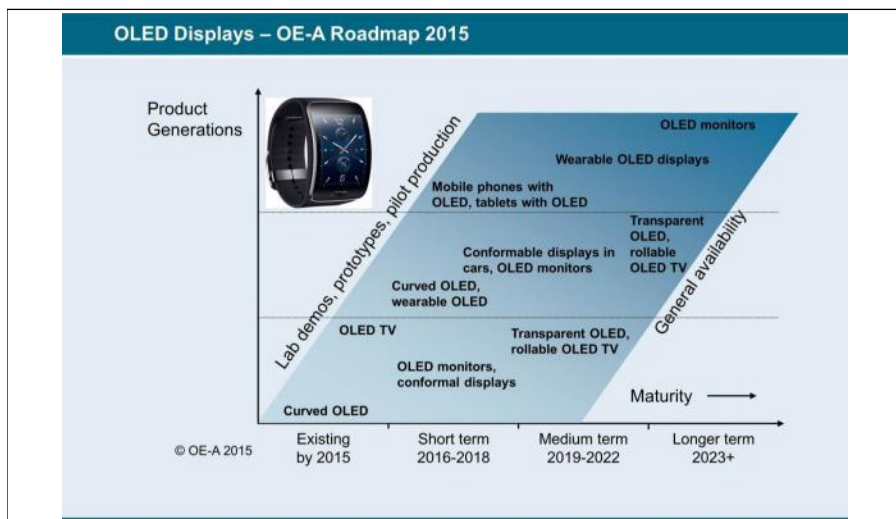 OLED Displays – OE-A Roadmap 2015
Product
Generations
Lab demos, prototypes, pilot production
OLED monitors
Wearable OLED displays
Mobile phones with
OLED, tablets with OLED
Transparent
OLED,
rollable
OLED TV
Conformable displays in
cars, OLED monitors
Curved OLED,
wearable OLED
General availability
OLED TV
Transparent OLED,
rollable OLED TV
OLED monitors,
conformal displays
Curved OLED
Maturity
© OE-A 2015
Existing
by 2015
Short term
2016-2018
Medium term
2019-2022
Longer term
2023+